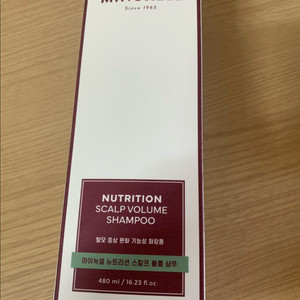 Since 1983
NUTRITION
SCALP VOLUME
SHAMPOO
탈모 증상 완화 기능성 화장품
마이녹셀 뉴트리션 스칼프 볼륨 샴푸
480 ml / 16.23 fl.oz.